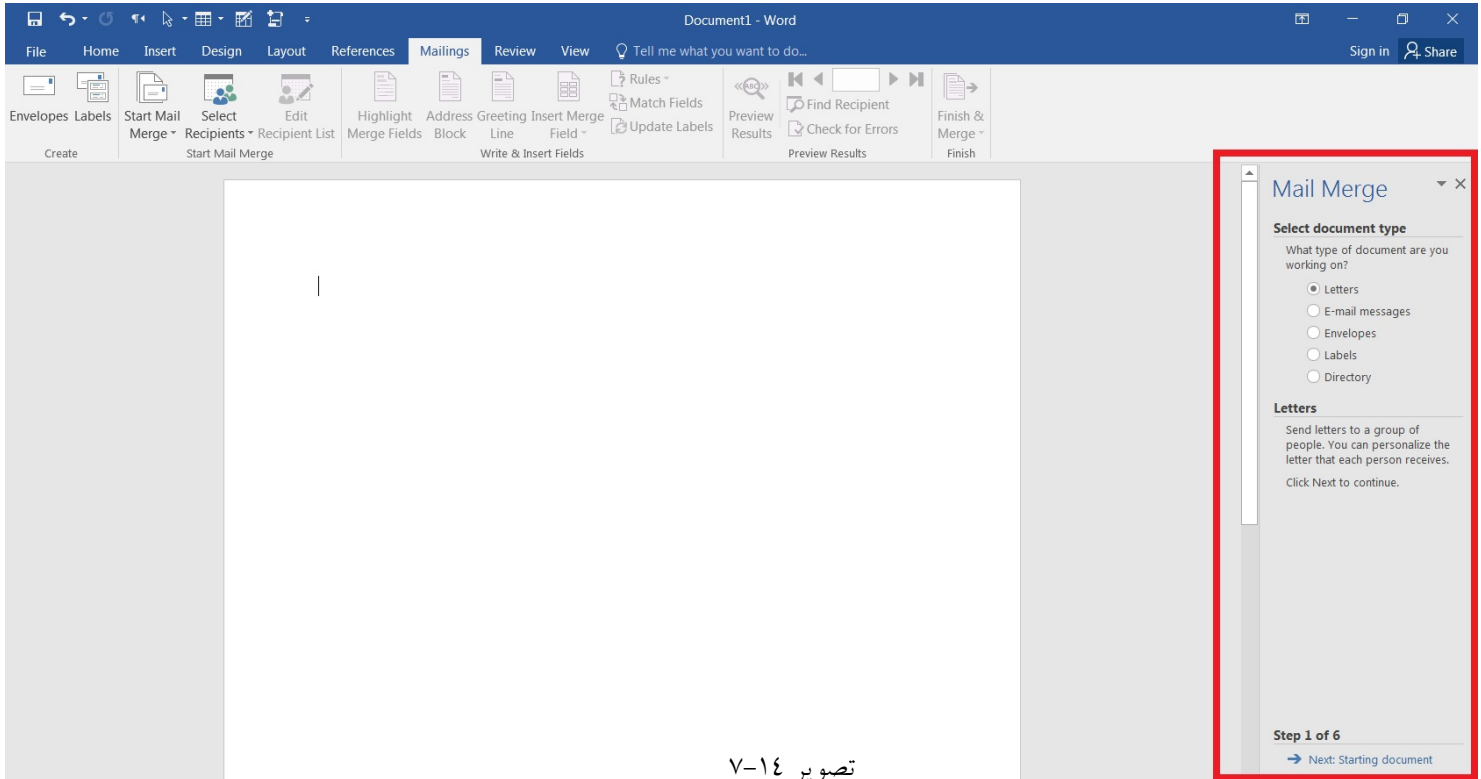 Document1 - Word
File Home Insert Design Layout References Mailings Review View Tell me what you want to do... Sign in Share
Envelopes Labels
Create
Start Mail Merge
Select Recipients
Edit Recipient List
Start Mail Merge
Highlight Merge Fields
Address Block
Greeting Line
Insert Merge Field
Rules
Match Fields
Update Labels
Write & Insert Fields
ABC
Preview Results
Find Recipient
Check for Errors
Preview Results
Finish & Merge
Finish
Mail Merge
Select document type
What type of document are you
working on?
Letters
E-mail messages
Envelopes
Labels
Directory
Letters
Send letters to a group of
people. You can personalize the
letter that each person receives.
Click Next to continue.
Step 1 of 6
Next: Starting document
تصویر ١٤-٧